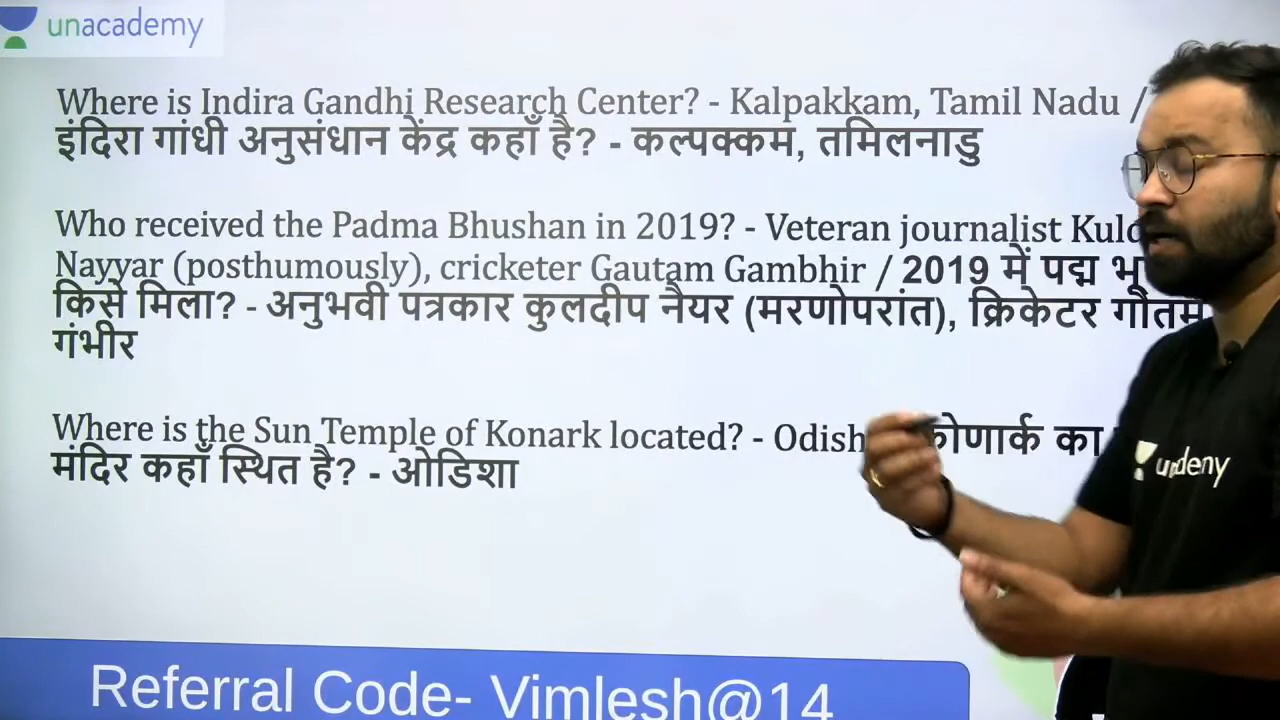 unacademy
Where is Indira Gandhi Research Center? - Kalpakkam, Tamil Nadu /
इंदिरा गांधी अनुसंधान केंद्र कहाँ है? - कल्पक्कम, तमिलनाडु
Who received the Padma Bhushan in 2019? - Veteran journalist
Nayyar (posthumously), cricketer Gautam Gambhir / 2019 में पद्म
किसे मिला? - अनुभवी पत्रकार कुलदीप नैयर (मरणोपरांत), क्रिकेटर गौतम
गंभीर
Where is the Sun Temple of Konark located? - कोणार्क का
मंदिर कहाँ स्थित है? - ओडिशा
Referral Code- Vimlesh@14